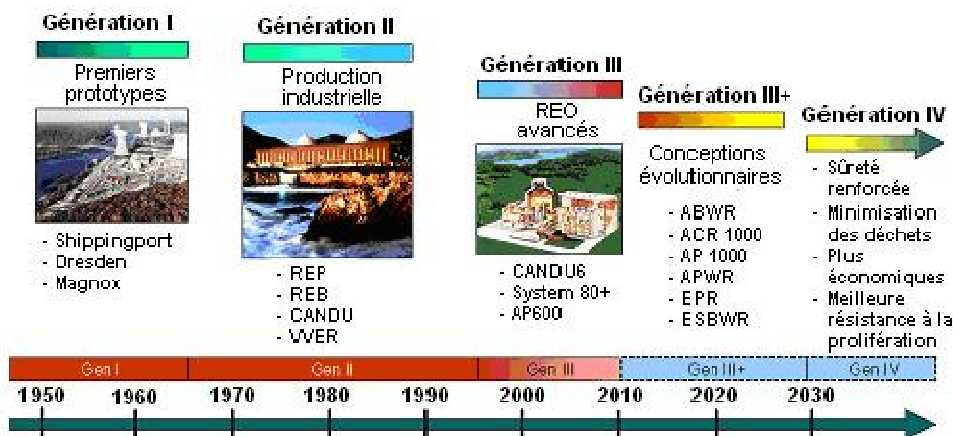 Génération I
Premiers
prototypes
- Shippingport
- Dresden
- Magnox
Génération II
Production
industrielle
- REP
- REB
- CANDU
- VVER
Génération III
REO
avancés
- CANDU6
- System 80+
- AP600
Génération III+
Conceptions
évolutionnaires
- ABWR
- ACR 1000
- AP 1000
- APWR
- EPR
- ESBWR
Génération IV
- Sûreté
renforcée
- Minimisation
des déchets
- Plus
économiques
- Meilleure
résistance à la
prolifération
Gen I
Gen II
Gen III
Gen III+
Gen IV
1950 1960 1970 1980 1990 2000 2010 2020 2030